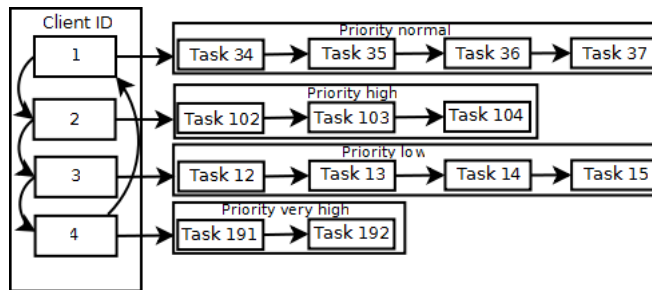 Client ID
Priority normal
1
Task 34
Task 35
Task 36
Task 37
Priority high
2
Task 102
Task 103
Task 104
Priority low
3
Task 12
Task 13
Task 14
Task 15
Priority very high
4
Task 191
Task 192